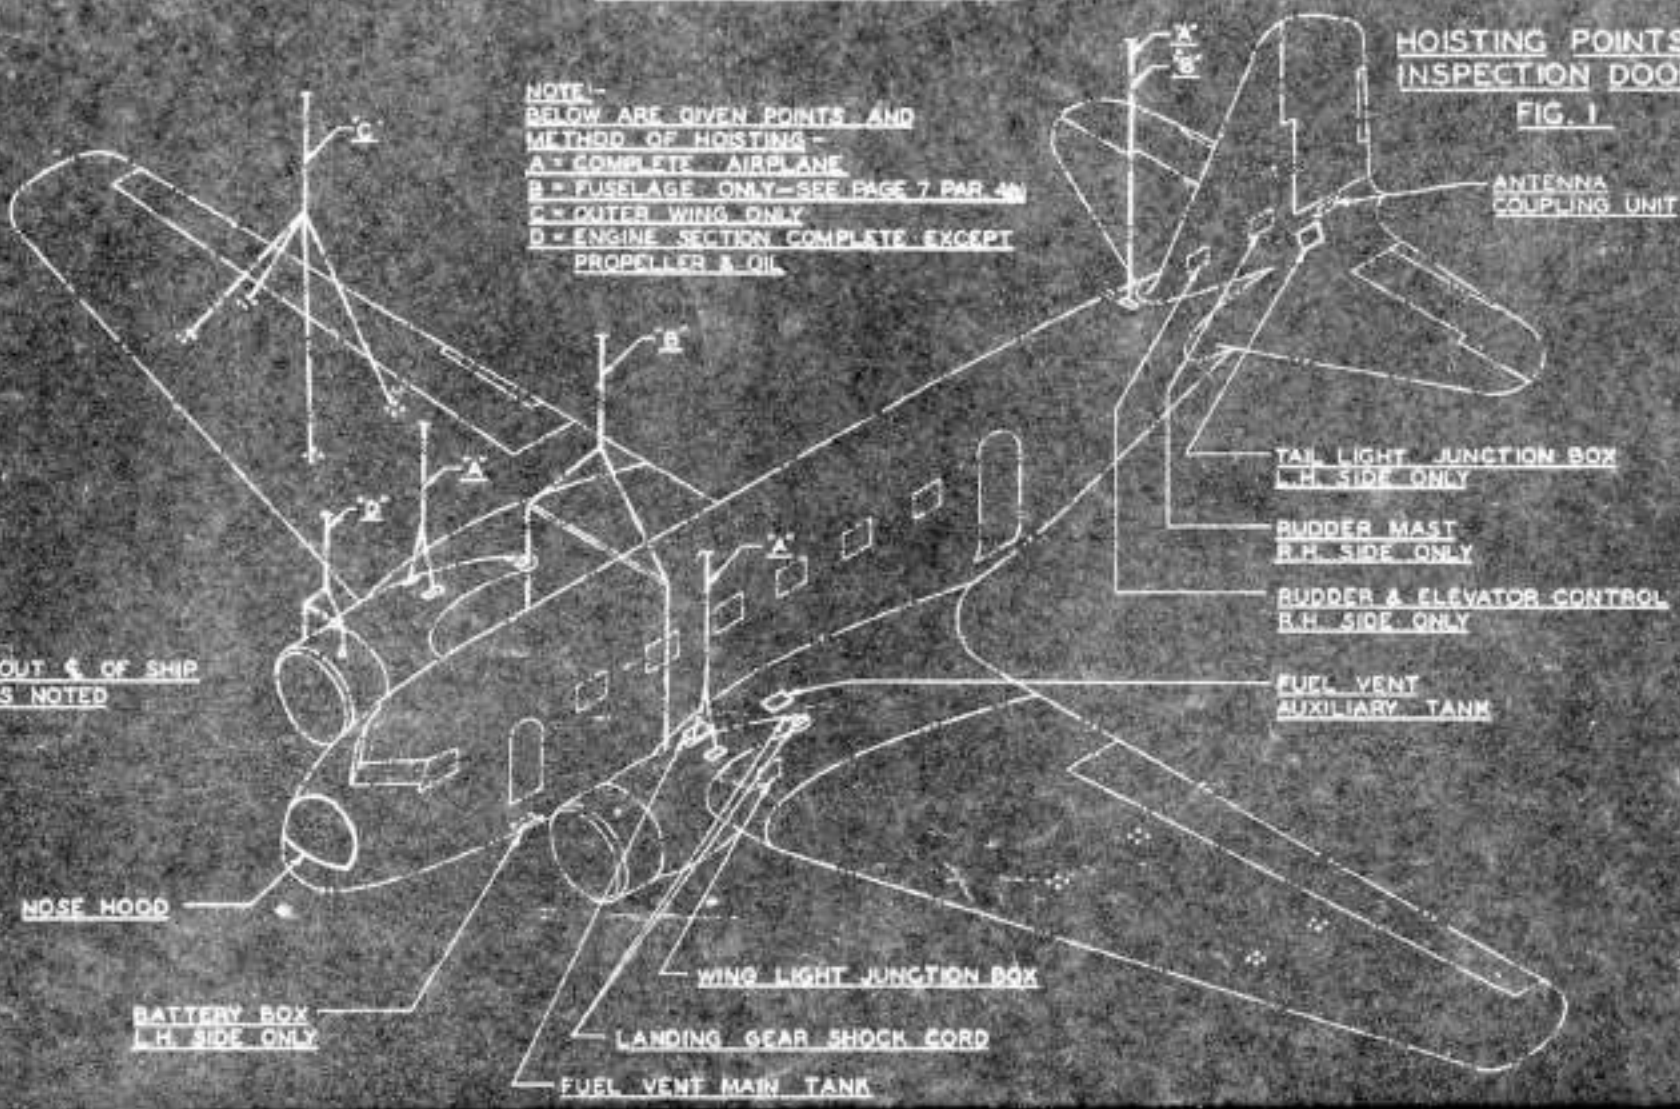 HOISTING POINTS
INSPECTION DOO
FIG. 1
NOTE:-
BELOW ARE GIVEN POINTS AND
METHOD OF HOISTING -
A = COMPLETE AIRPLANE
B = FUSELAGE ONLY - SEE PAGE 7 PAR.
C = OUTER WING ONLY
D = ENGINE SECTION COMPLETE EXCEPT
PROPELLER & OIL
"A"
"B"
"C"
"B"
"A"
"D"
"A"
ANTENNA
COUPLING UNIT
TAIL LIGHT JUNCTION BOX
L.H. SIDE ONLY
RUDDER MAST
R.H. SIDE ONLY
RUDDER & ELEVATOR CONTROL
R.H. SIDE ONLY
FUEL VENT
AUXILIARY TANK
OUT ℄ OF SHIP
S NOTED
NOSE HOOD
BATTERY BOX
L.H. SIDE ONLY
WING LIGHT JUNCTION BOX
LANDING GEAR SHOCK CORD
FUEL VENT MAIN TANK